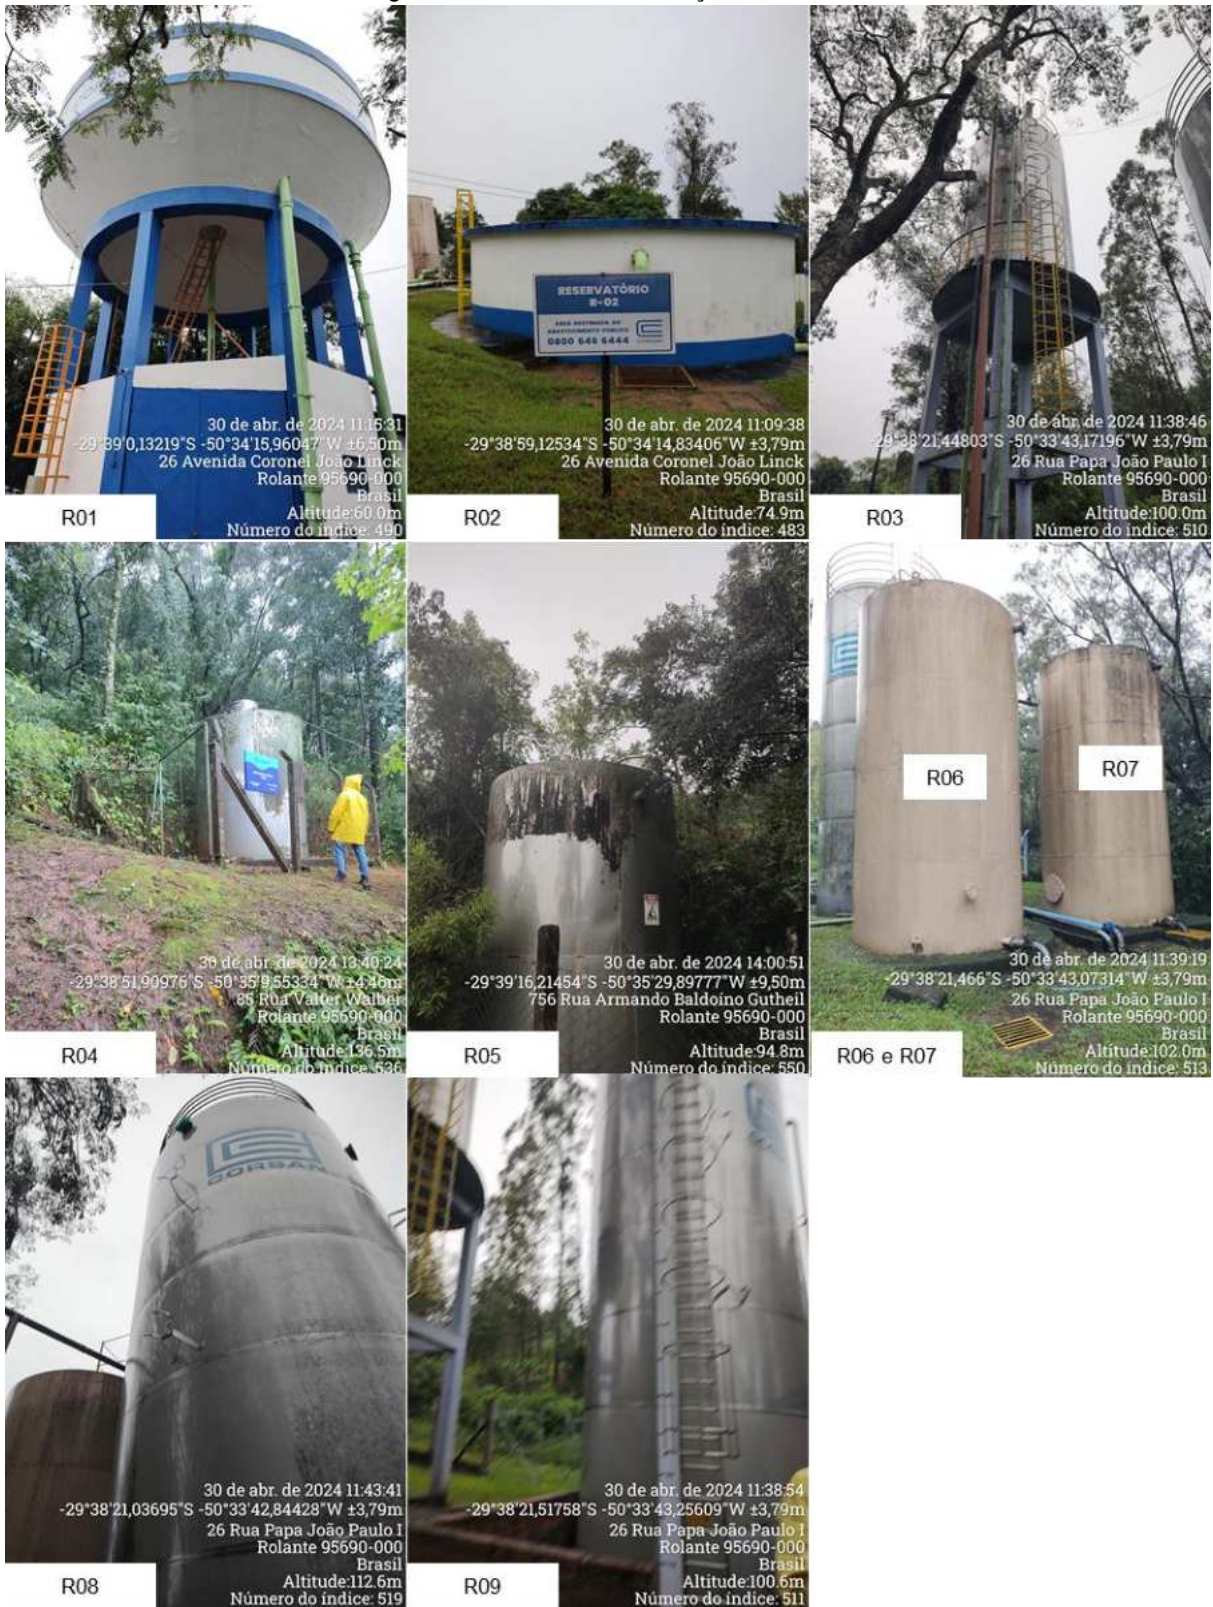 30 de abr. de 2024 11:15:31
-29°39'0,13219"S -50°34'15,96047"W ±6,50m
26 Avenida Coronel João Linck
Rolante 95690-000
Brasil
Altitude:60.0m
Número do índice: 490
R01
RESERVATÓRIO
R-02
ÁREA DESTINADA AO
ABASTECIMENTO PÚBLICO
0800 646 6444
30 de abr. de 2024 11:09:38
-29°38'59,12534"S -50°34'14,83406"W ±3,79m
26 Avenida Coronel João Linck
Rolante 95690-000
Brasil
Altitude:74.9m
Número do índice: 483
R02
30 de abr. de 2024 11:38:46
-29°38'21,44803"S -50°33'43,17196"W ±3,79m
26 Rua Papa João Paulo I
Rolante 95690-000
Brasil
Altitude:100.0m
Número do índice: 510
R03
30 de abr. de 2024 13:40:24
-29°38'51,90976"S -50°35'9,55334"W ±4,46m
85 Rua Valter Waiber
Rolante 95690-000
Brasil
Altitude:136.5m
Número do índice: 536
R04
30 de abr. de 2024 14:00:51
-29°39'16,21454"S -50°35'29,89777"W ±9,50m
756 Rua Armando Baldoíno Gutheil
Rolante 95690-000
Brasil
Altitude:94.8m
Número do índice: 550
R05
R06
R07
30 de abr. de 2024 11:39:19
-29°38'21,466"S -50°33'43,07314"W ±3,79m
26 Rua Papa João Paulo I
Rolante 95690-000
Brasil
Altitude:102.0m
Número do índice: 513
R06 e R07
CORSAN
30 de abr. de 2024 11:43:41
-29°38'21,03695"S -50°33'42,84428"W ±3,79m
26 Rua Papa João Paulo I
Rolante 95690-000
Brasil
Altitude:112.6m
Número do índice: 519
R08
30 de abr. de 2024 11:38:54
-29°38'21,51758"S -50°33'43,25609"W ±3,79m
26 Rua Papa João Paulo I
Rolante 95690-000
Brasil
Altitude:100.6m
Número do índice: 511
R09